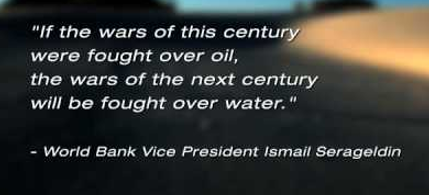 "If the wars of this century
were fought over oil,
the wars of the next century
will be fought over water."
- World Bank Vice President Ismail Serageldin